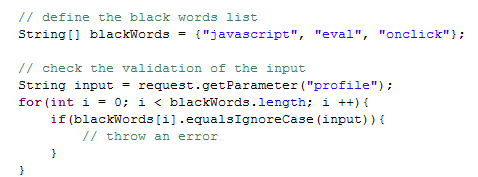 // define the black words list
String[] blackWords = {"javascript", "eval", "onclick"};

// check the validation of the input
String input = request.getParameter("profile");
for(int i = 0; i < blackWords.length; i ++){
    if(blackWords[i].equalsIgnoreCase(input)){
        // throw an error
    }
}